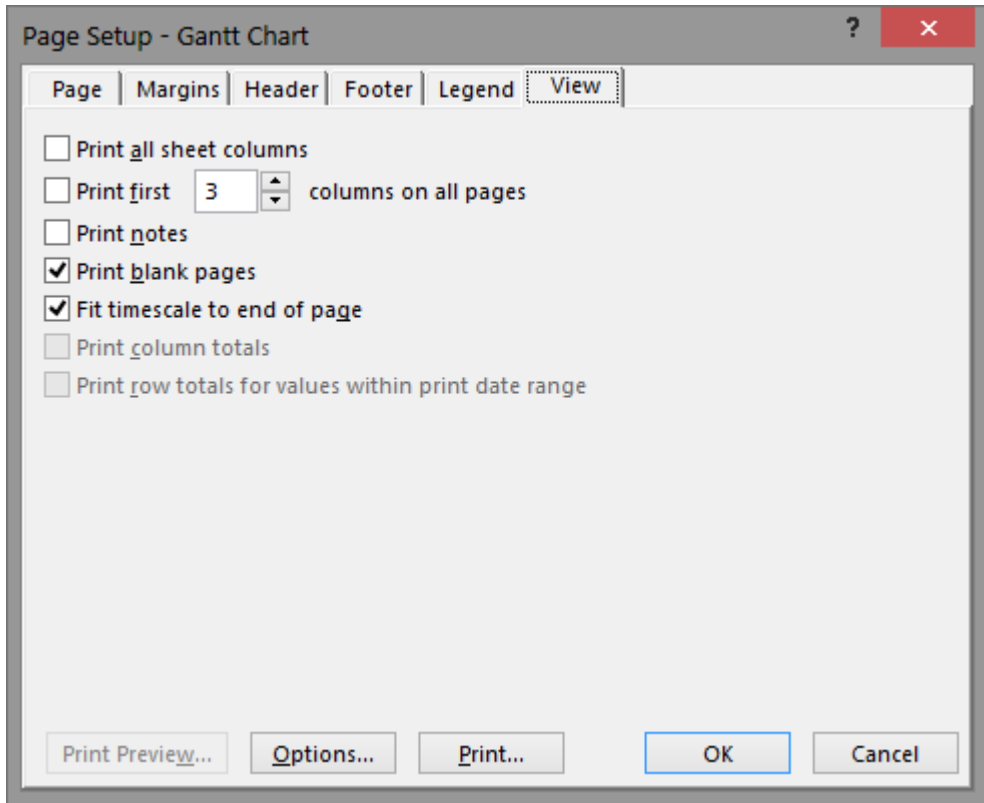 Page Setup - Gantt Chart ?
Page Margins Header Footer Legend View
Print all sheet columns
Print first 3 columns on all pages
Print notes
Print blank pages
Fit timescale to end of page
Print column totals
Print row totals for values within print date range
Print Preview... Options... Print... OK Cancel